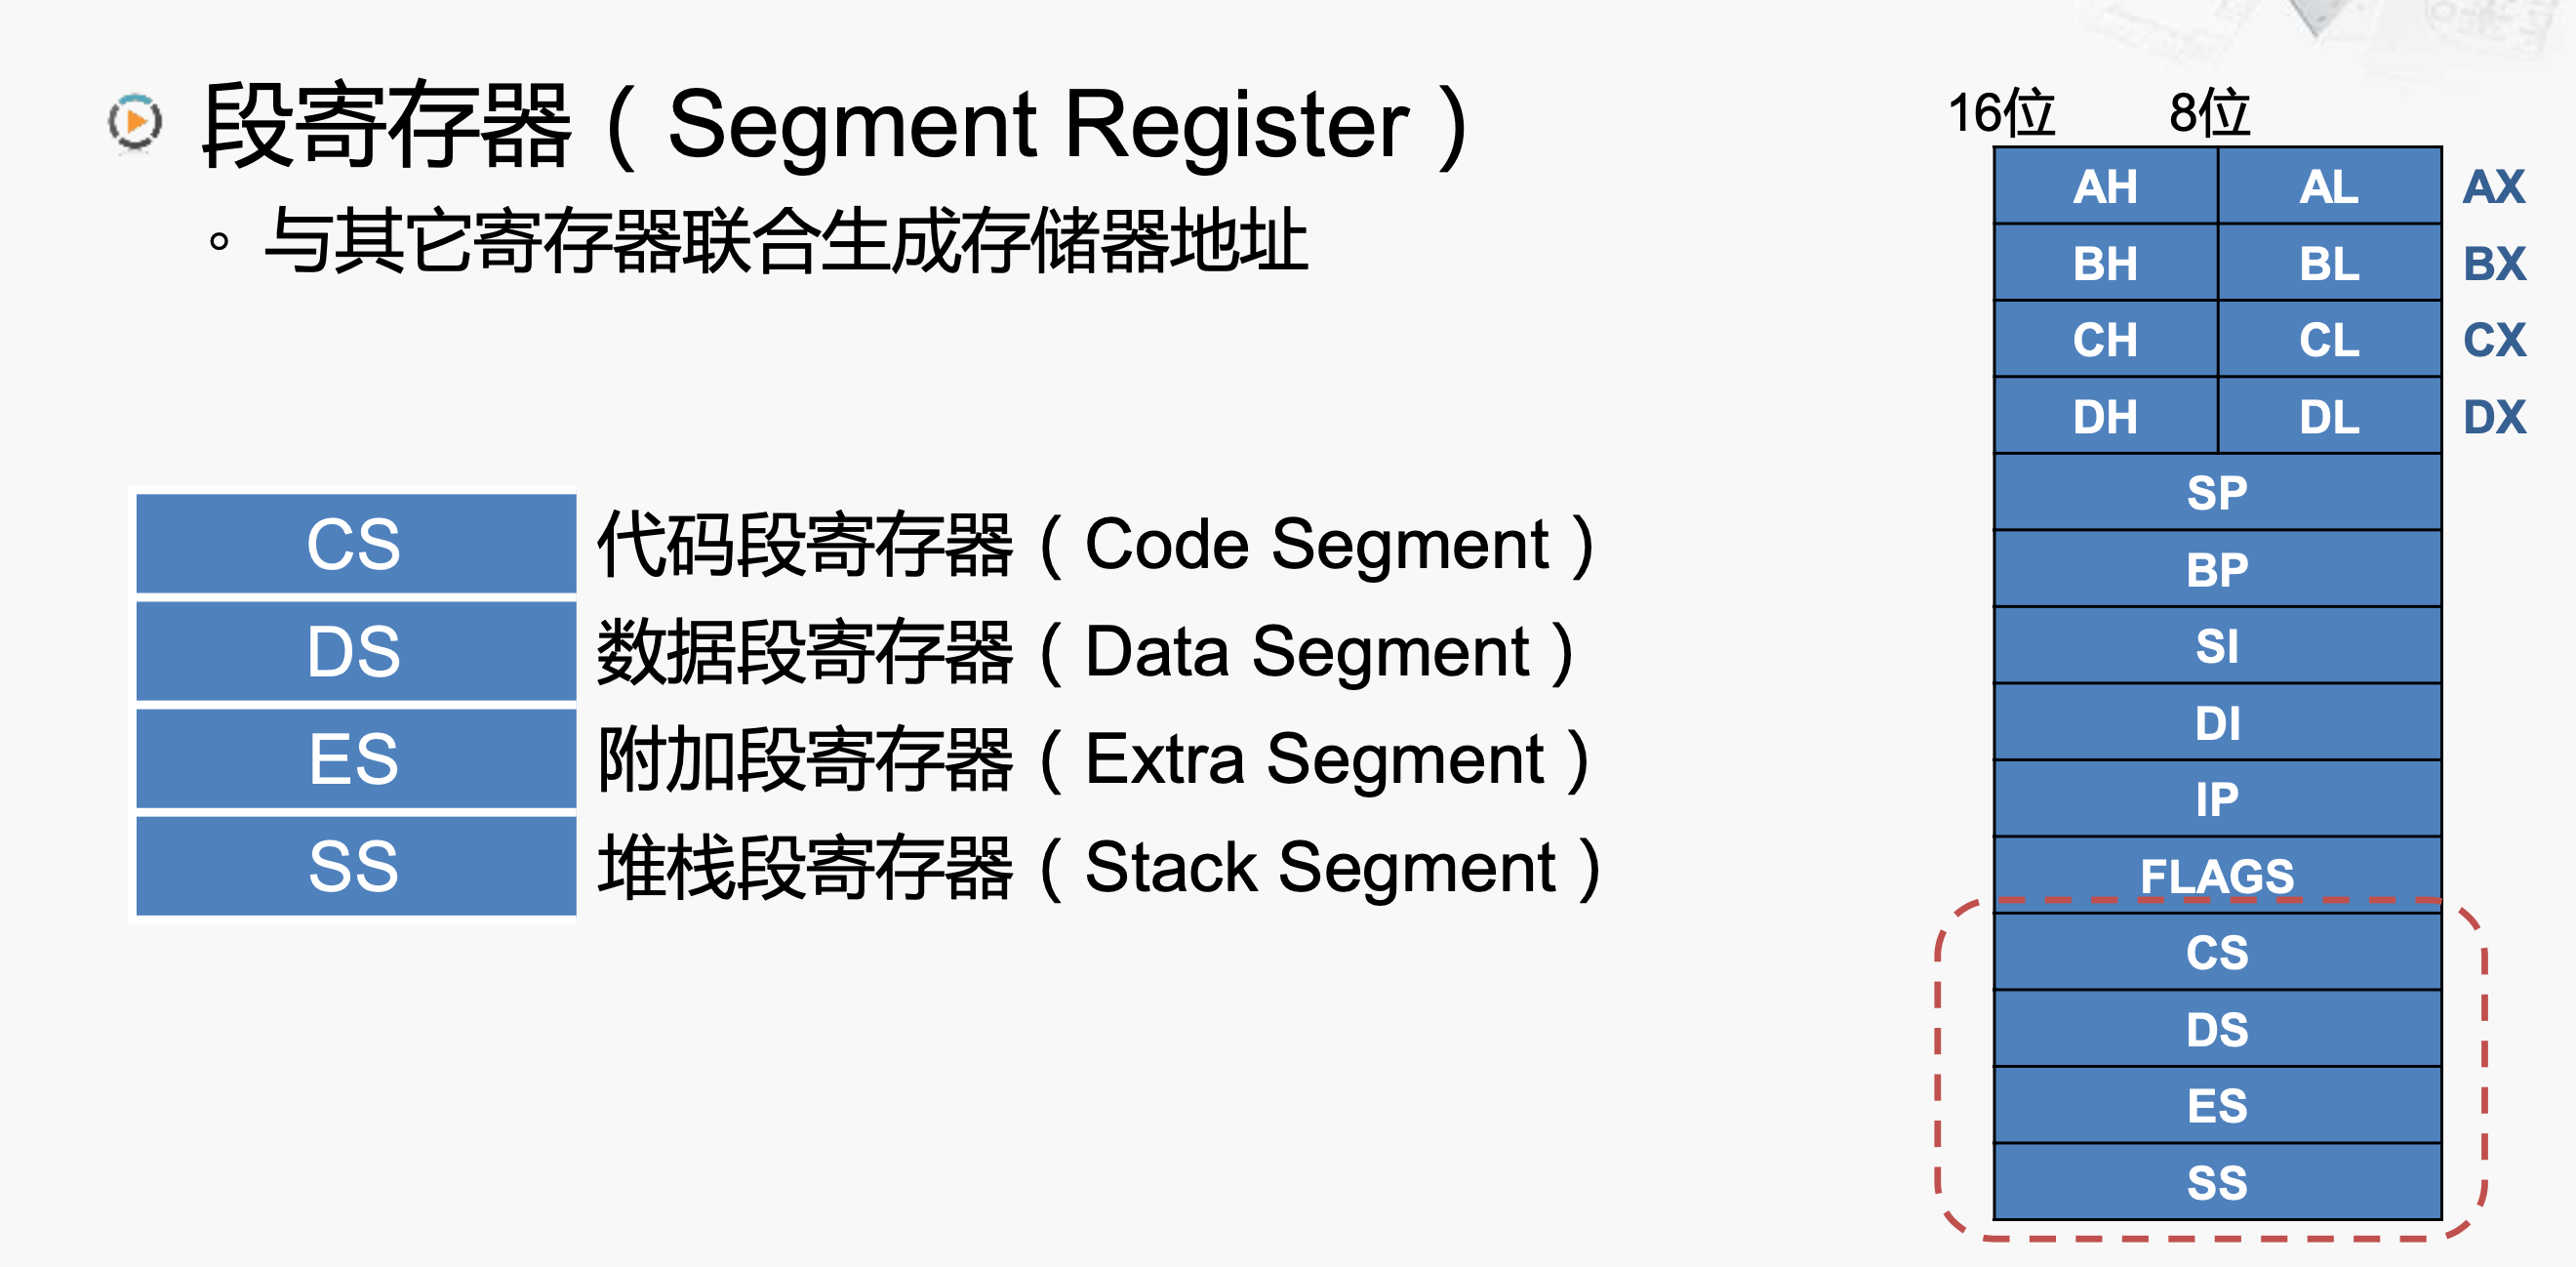 段寄存器（Segment Register）
与其它寄存器联合生成存储器地址
CS 代码段寄存器（Code Segment）
DS 数据段寄存器（Data Segment）
ES 附加段寄存器（Extra Segment）
SS 堆栈段寄存器（Stack Segment）
16位 8位
AH AL AX
BH BL BX
CH CL CX
DH DL DX
SP
BP
SI
DI
IP
FLAGS
CS
DS
ES
SS